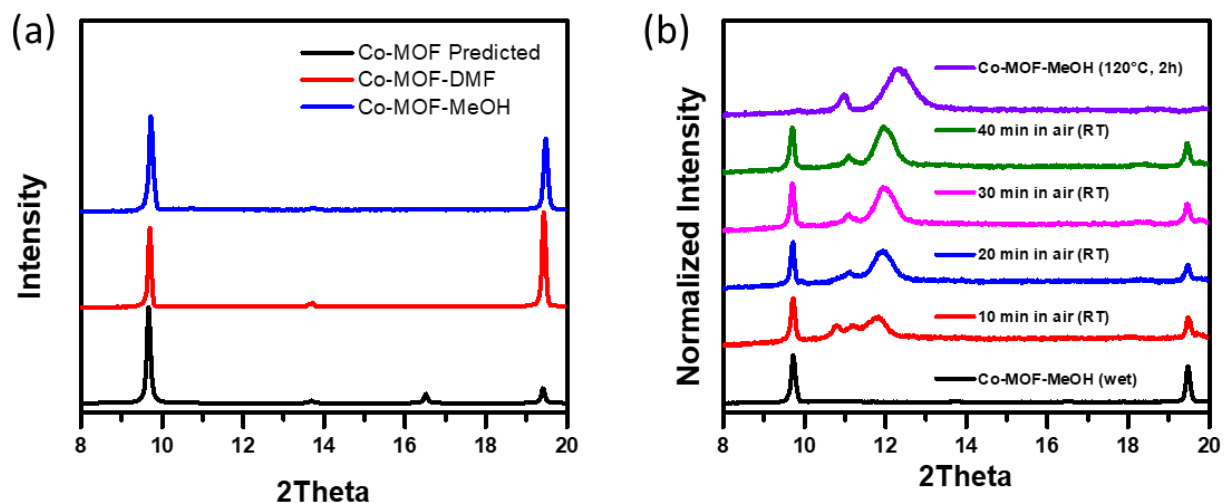 (a)
Co-MOF Predicted
Co-MOF-DMF
Co-MOF-MeOH
Intensity
8 10 12 14 16 18 20
2Theta
(b)
Co-MOF-MeOH (120°C, 2h)
40 min in air (RT)
30 min in air (RT)
20 min in air (RT)
10 min in air (RT)
Co-MOF-MeOH (wet)
Normalized Intensity
8 10 12 14 16 18 20
2Theta